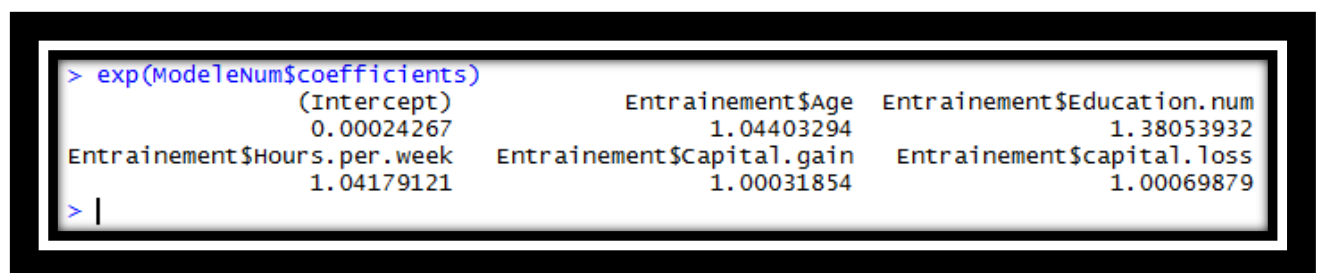 > exp(ModeleNum$coefficients)
(Intercept) Entrainement$Age Entrainement$Education.num
0.00024267 1.04403294 1.38053932
Entrainement$Hours.per.week Entrainement$Capital.gain Entrainement$capital.loss
1.04179121 1.00031854 1.00069879
>